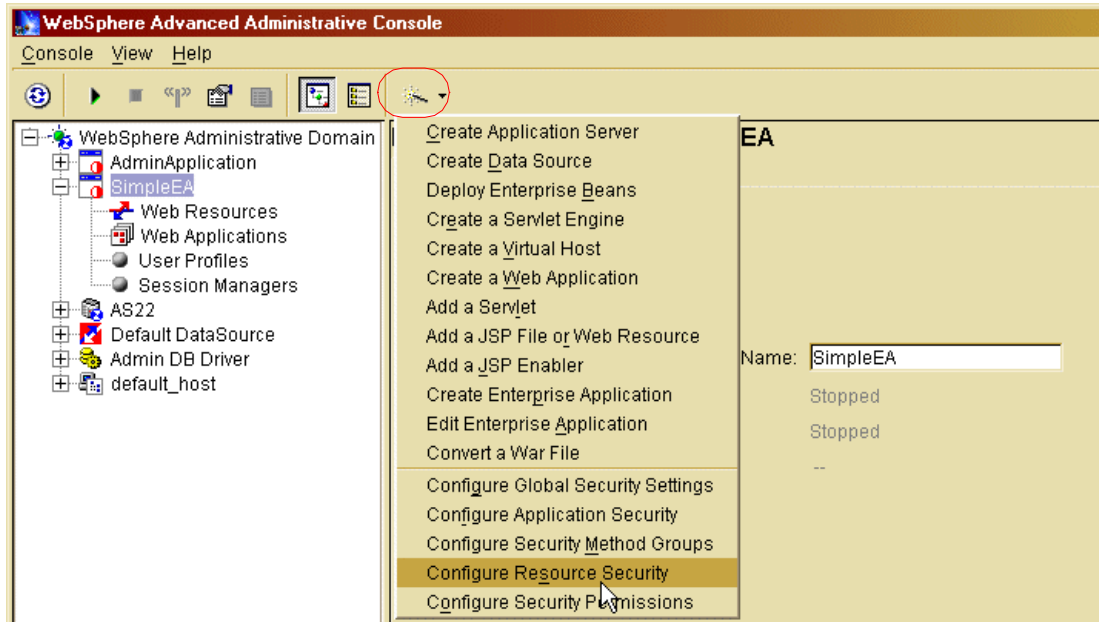 WebSphere Advanced Administrative Console
Console View Help
WebSphere Administrative Domain
AdminApplication
SimpleEA
Web Resources
Web Applications
User Profiles
Session Managers
AS22
Default DataSource
Admin DB Driver
default_host
Create Application Server
Create Data Source
Deploy Enterprise Beans
Create a Servlet Engine
Create a Virtual Host
Create a Web Application
Add a Servlet
Add a JSP File or Web Resource
Add a JSP Enabler
Create Enterprise Application
Edit Enterprise Application
Convert a War File
Configure Global Security Settings
Configure Application Security
Configure Security Method Groups
Configure Resource Security
Configure Security Permissions
EA
Name: SimpleEA
Stopped
Stopped
--